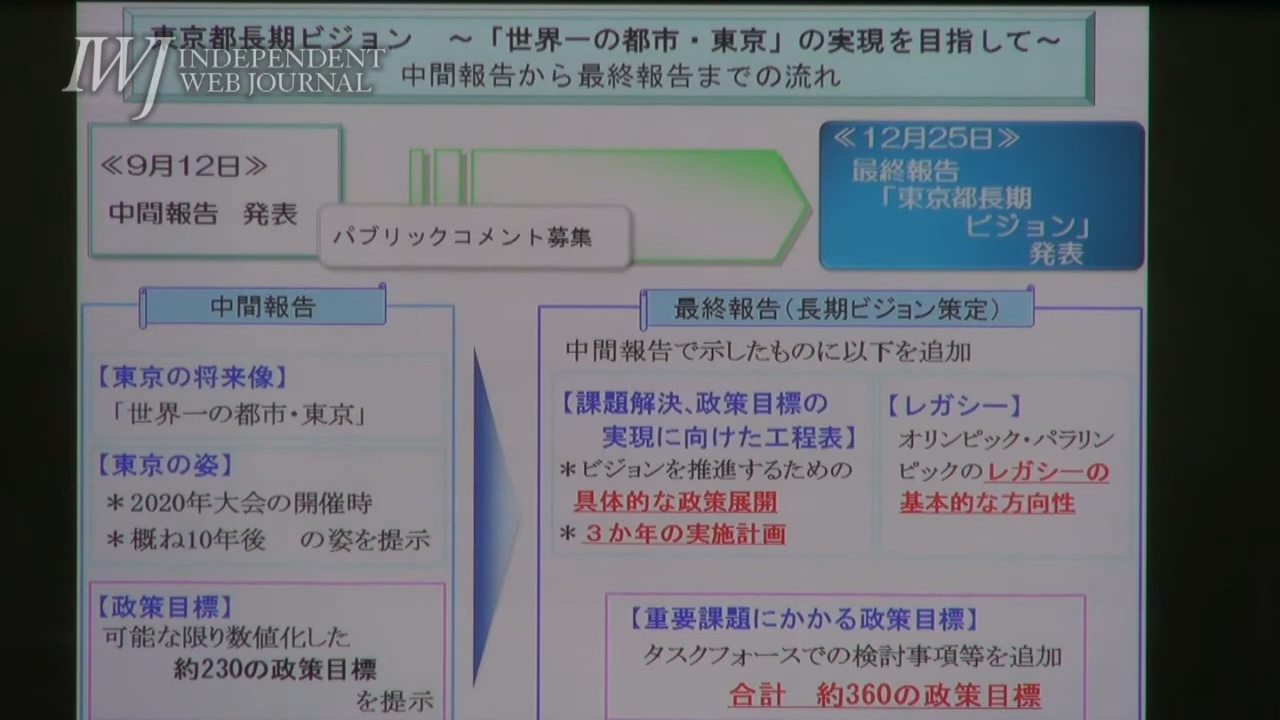 東京都長期ビジョン　～「世界一の都市・東京」の実現を目指して～
IWJ INDEPENDENT
WEB JOURNAL
中間報告から最終報告までの流れ
≪9月12日≫
中間報告　発表
パブリックコメント募集
≪12月25日≫
最終報告
「東京都長期
ビジョン」
発表
中間報告
【東京の将来像】
「世界一の都市・東京」
【東京の姿】
＊2020年大会の開催時
＊概ね10年後　の姿を提示
【政策目標】
可能な限り数値化した
約230の政策目標
を提示
最終報告（長期ビジョン策定）
中間報告で示したものに以下を追加
【課題解決、政策目標の
実現に向けた工程表】
＊ビジョンを推進するための
具体的な政策展開
＊３か年の実施計画
【レガシー】
オリンピック・パラリン
ピックのレガシーの
基本的な方向性
【重要課題にかかる政策目標】
タスクフォースでの検討事項等を追加
合計　約360の政策目標